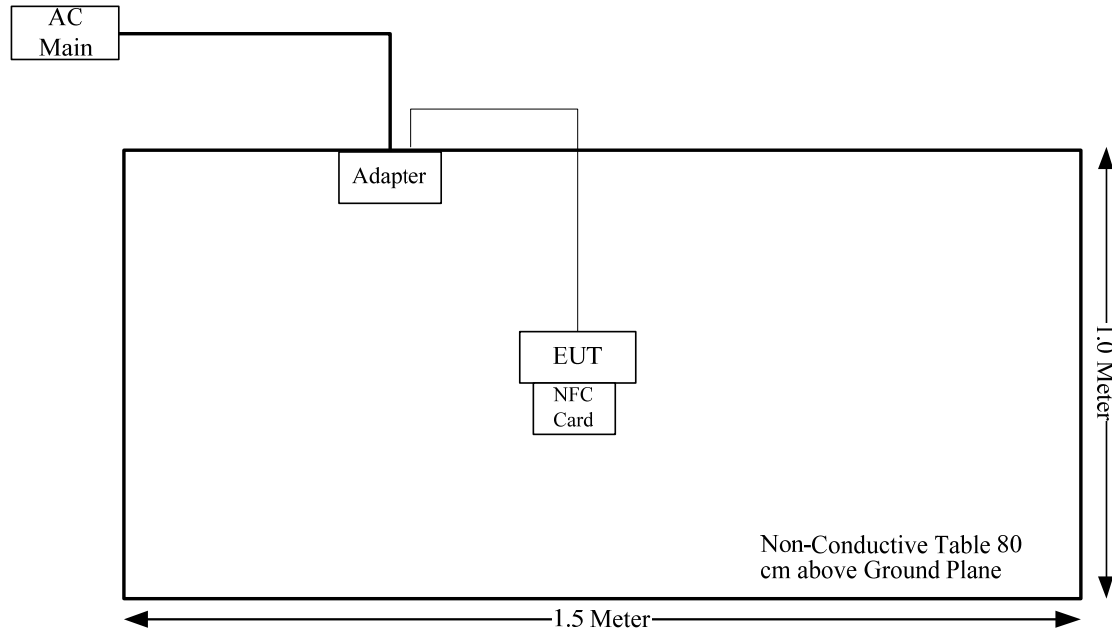 AC
Main
Adapter
EUT
NFC
Card
1.0 Meter
Non-Conductive Table 80
cm above Ground Plane
1.5 Meter